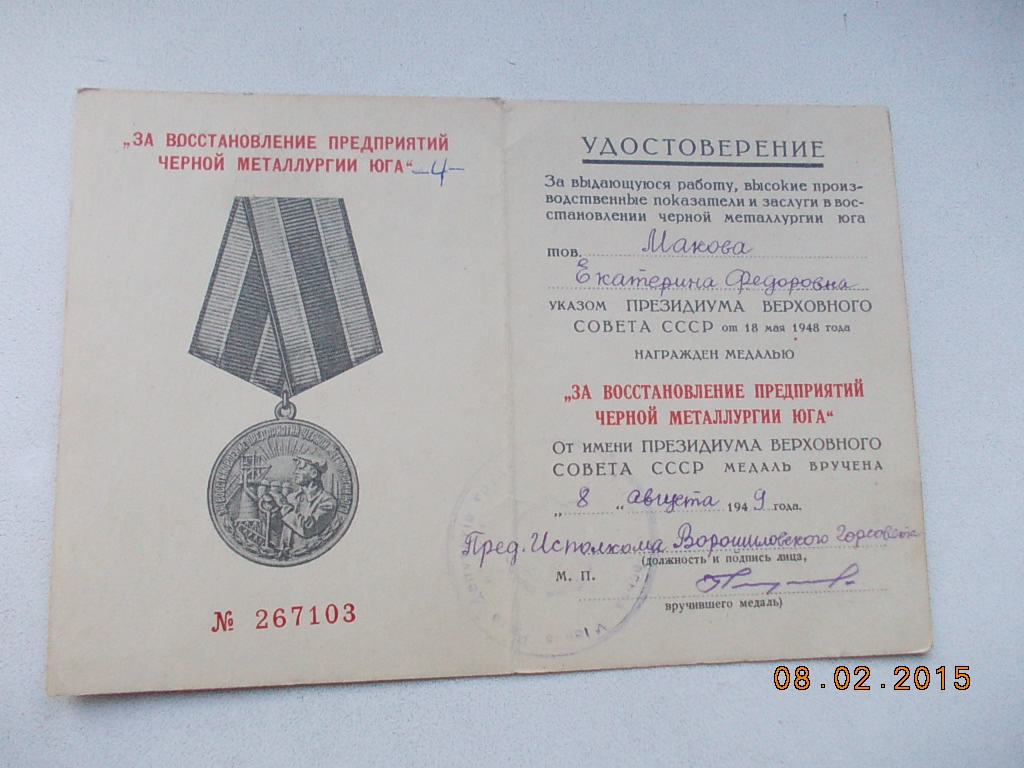 „ЗА ВОССТАНОВЛЕНИЕ ПРЕДПРИЯТИЙ
ЧЕРНОЙ МЕТАЛЛУРГИИ ЮГА“ -4-
№ 267103
УДОСТОВЕРЕНИЕ
За выдающуюся работу, высокие произ-
водственные показатели и заслуги в вос-
становлении черной металлургии юга
тов. Макова
Екатерина Федоровна
указом ПРЕЗИДИУМА ВЕРХОВНОГО
СОВЕТА СССР от 18 мая 1948 года
НАГРАЖДЕН МЕДАЛЬЮ
„ЗА ВОССТАНОВЛЕНИЕ ПРЕДПРИЯТИЙ
ЧЕРНОЙ МЕТАЛЛУРГИИ ЮГА“
От имени ПРЕЗИДИУМА ВЕРХОВНОГО
СОВЕТА СССР МЕДАЛЬ ВРУЧЕНА
„8“ августа 1949 года.
Пред. Исполкома Ворошиловского Горсовета
(должность и подпись лица,
М. П.
вручившего медаль)
08.02.2015